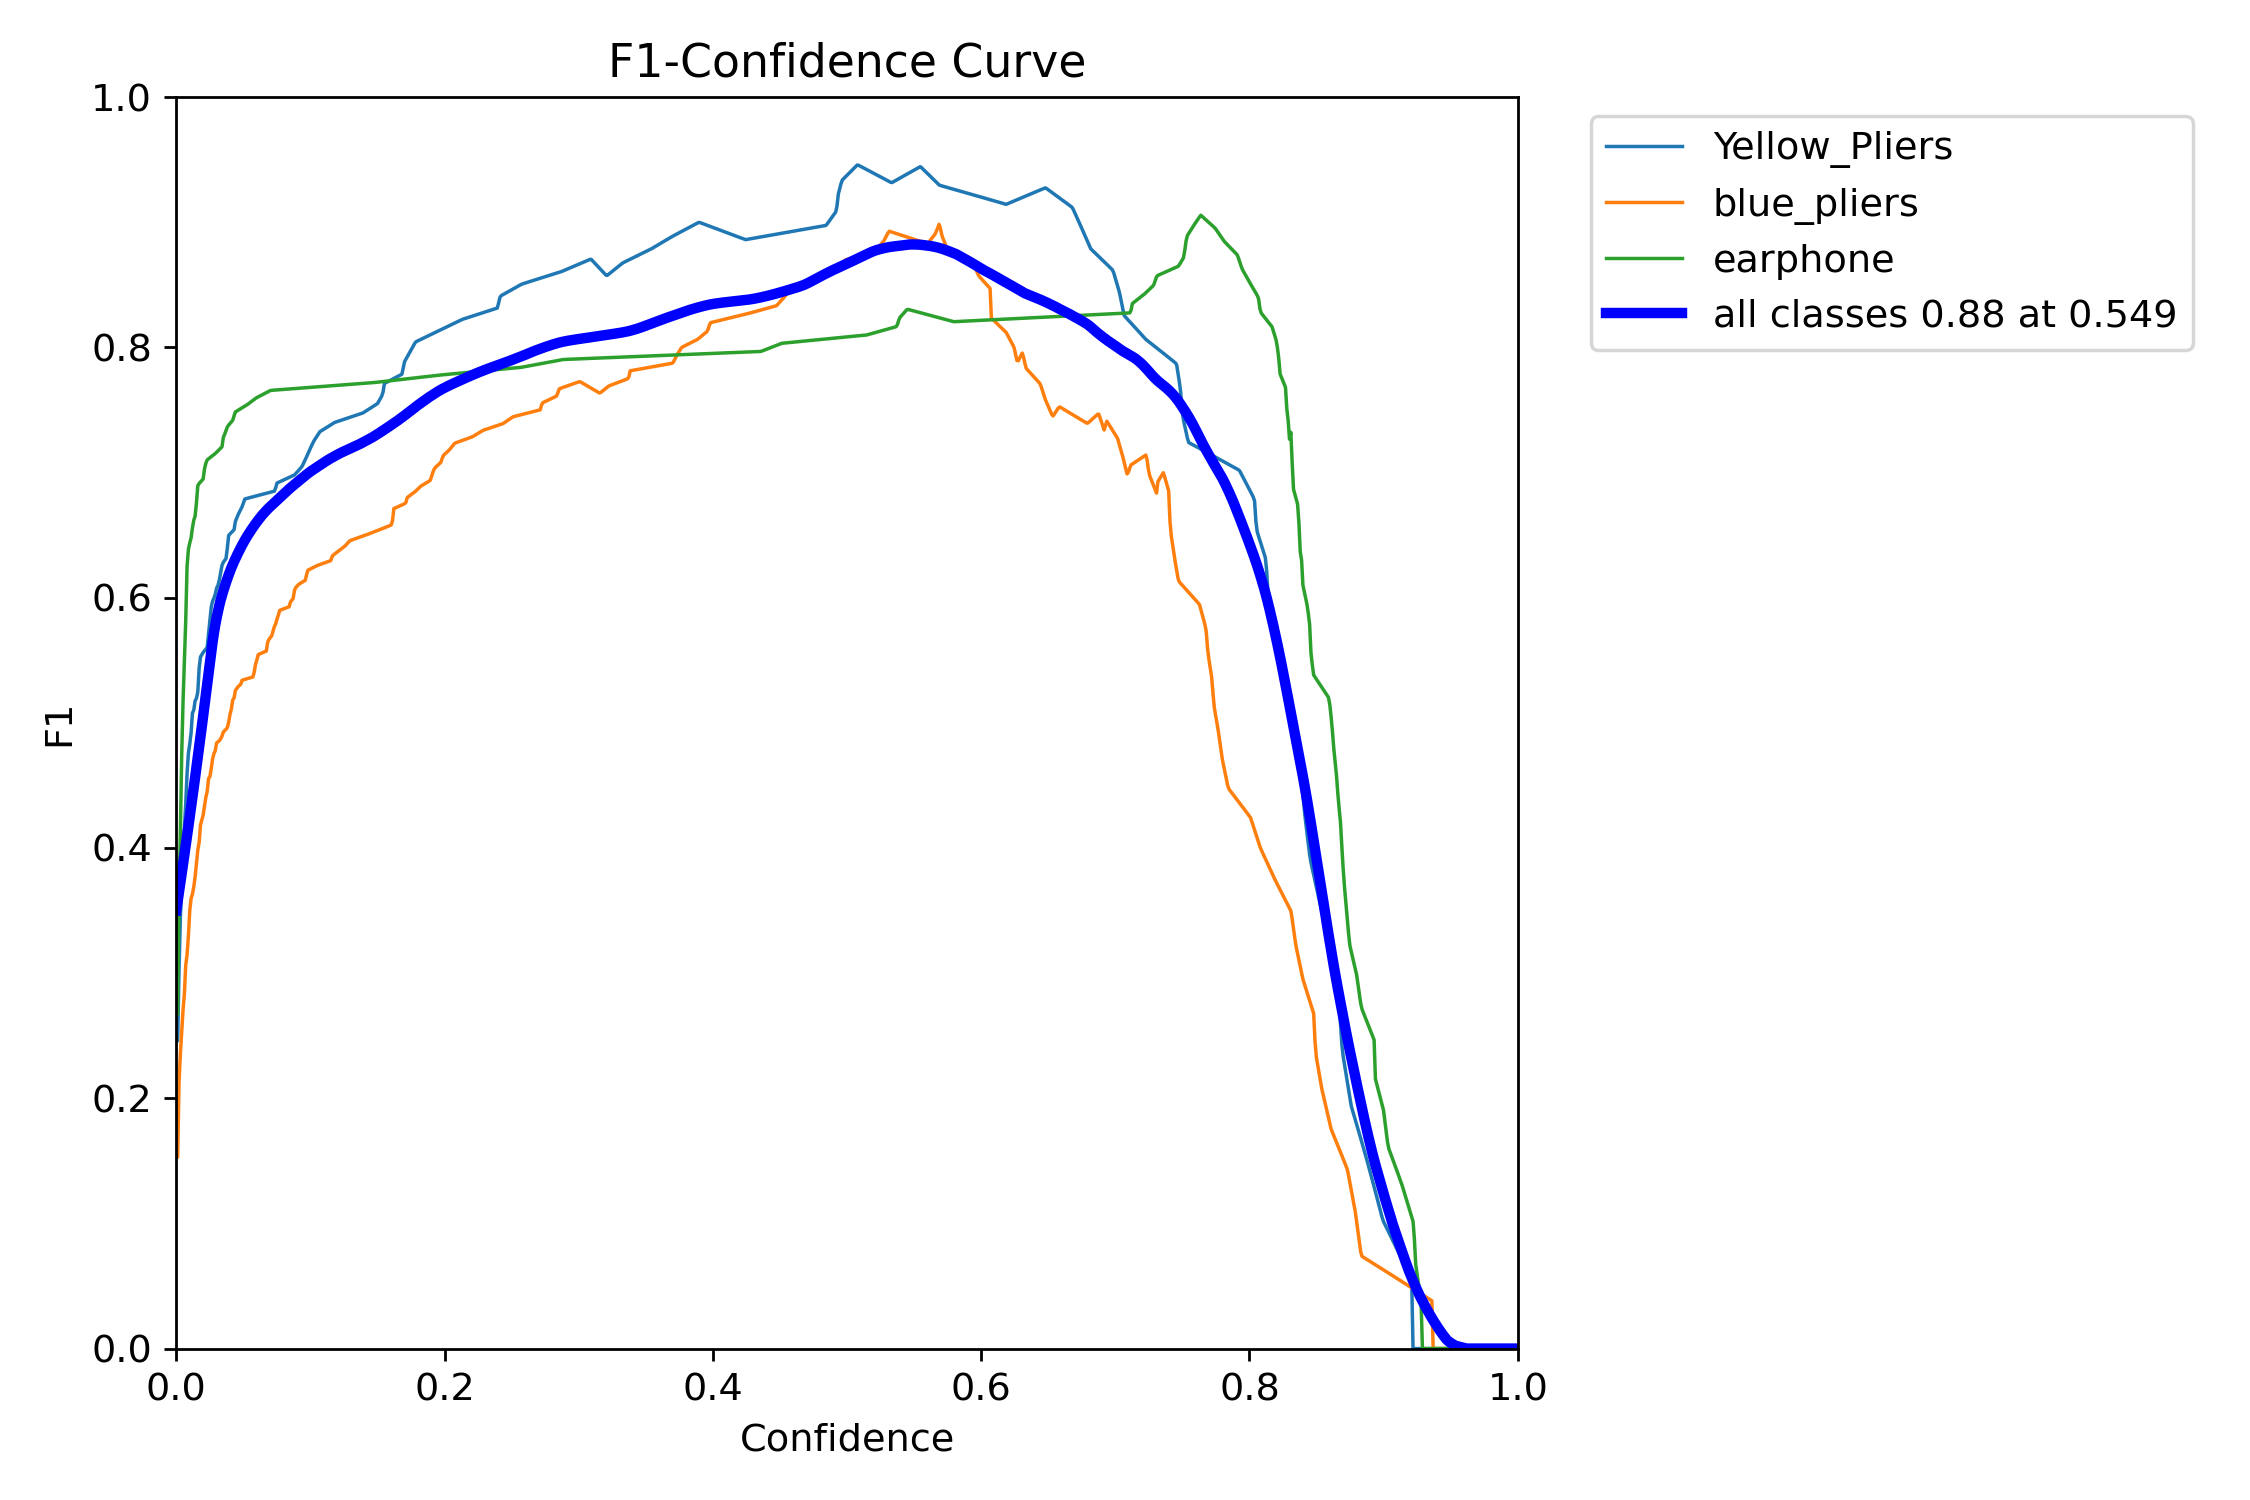 F1-Confidence Curve
1.0
0.8
0.6
0.4
0.2
0.0
F1
0.0 0.2 0.4 0.6 0.8 1.0
Confidence
Yellow_Pliers
blue_pliers
earphone
all classes 0.88 at 0.549